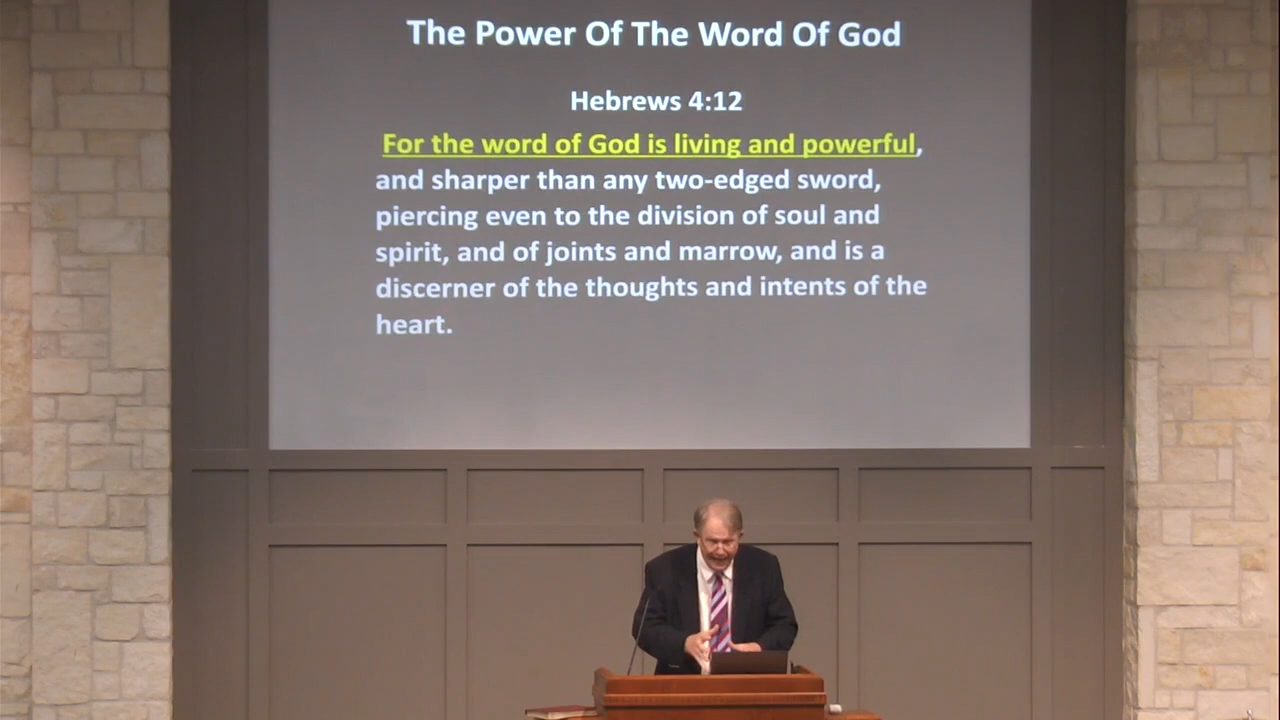 The Power Of The Word Of God
Hebrews 4:12
For the word of God is living and powerful,
and sharper than any two-edged sword,
piercing even to the division of soul and
spirit, and of joints and marrow, and is a
discerner of the thoughts and intents of the
heart.